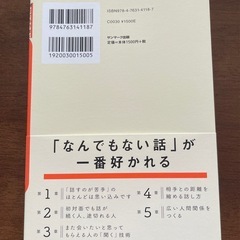 9784763141187
1920030015005
ISBN978-4-7631-4118-7
C0030 ¥1500E
サンマーク出版
定価=本体1500円+税
「なんでもない話」が
一番好かれる
第1章 「話すのが苦手」の
ほとんどは思い込みです
第2章 初対面でも話が
続く人、途切れる人
第3章 また会いたいと思って
もらえる人の「聞く」技術
第4章 相手との距離を
縮める話し方
第5章 広い人間関係を
つくる